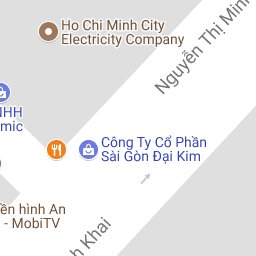 Ho Chi Minh City
Electricity Company
Nguyễn Thị Minh
NHH
mic
Công Ty Cổ Phần
Sài Gòn Đại Kim
ền hình An
- MobiTV
Khai